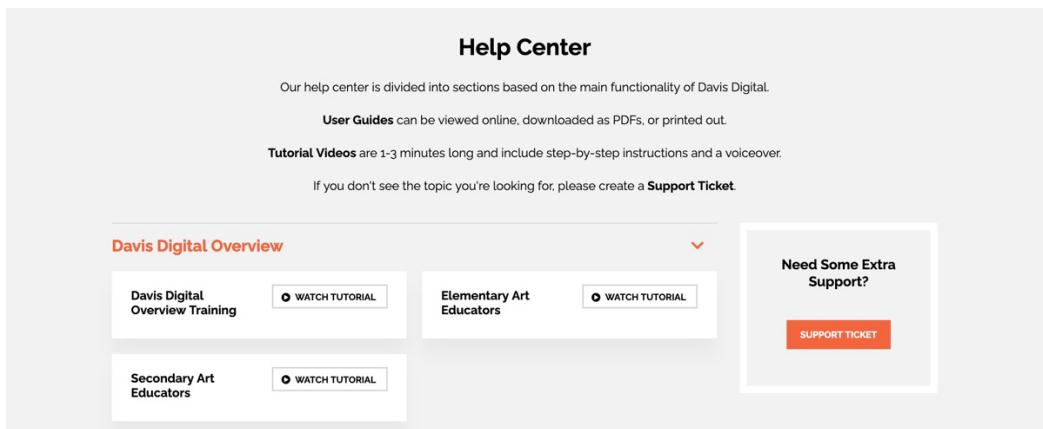 Help Center
Our help center is divided into sections based on the main functionality of Davis Digital.
User Guides can be viewed online, downloaded as PDFs, or printed out.
Tutorial Videos are 1-3 minutes long and include step-by-step instructions and a voiceover.
If you don't see the topic you're looking for, please create a Support Ticket.
Davis Digital Overview
Davis Digital
Overview Training
WATCH TUTORIAL
Elementary Art
Educators
WATCH TUTORIAL
Secondary Art
Educators
WATCH TUTORIAL
Need Some Extra
Support?
SUPPORT TICKET